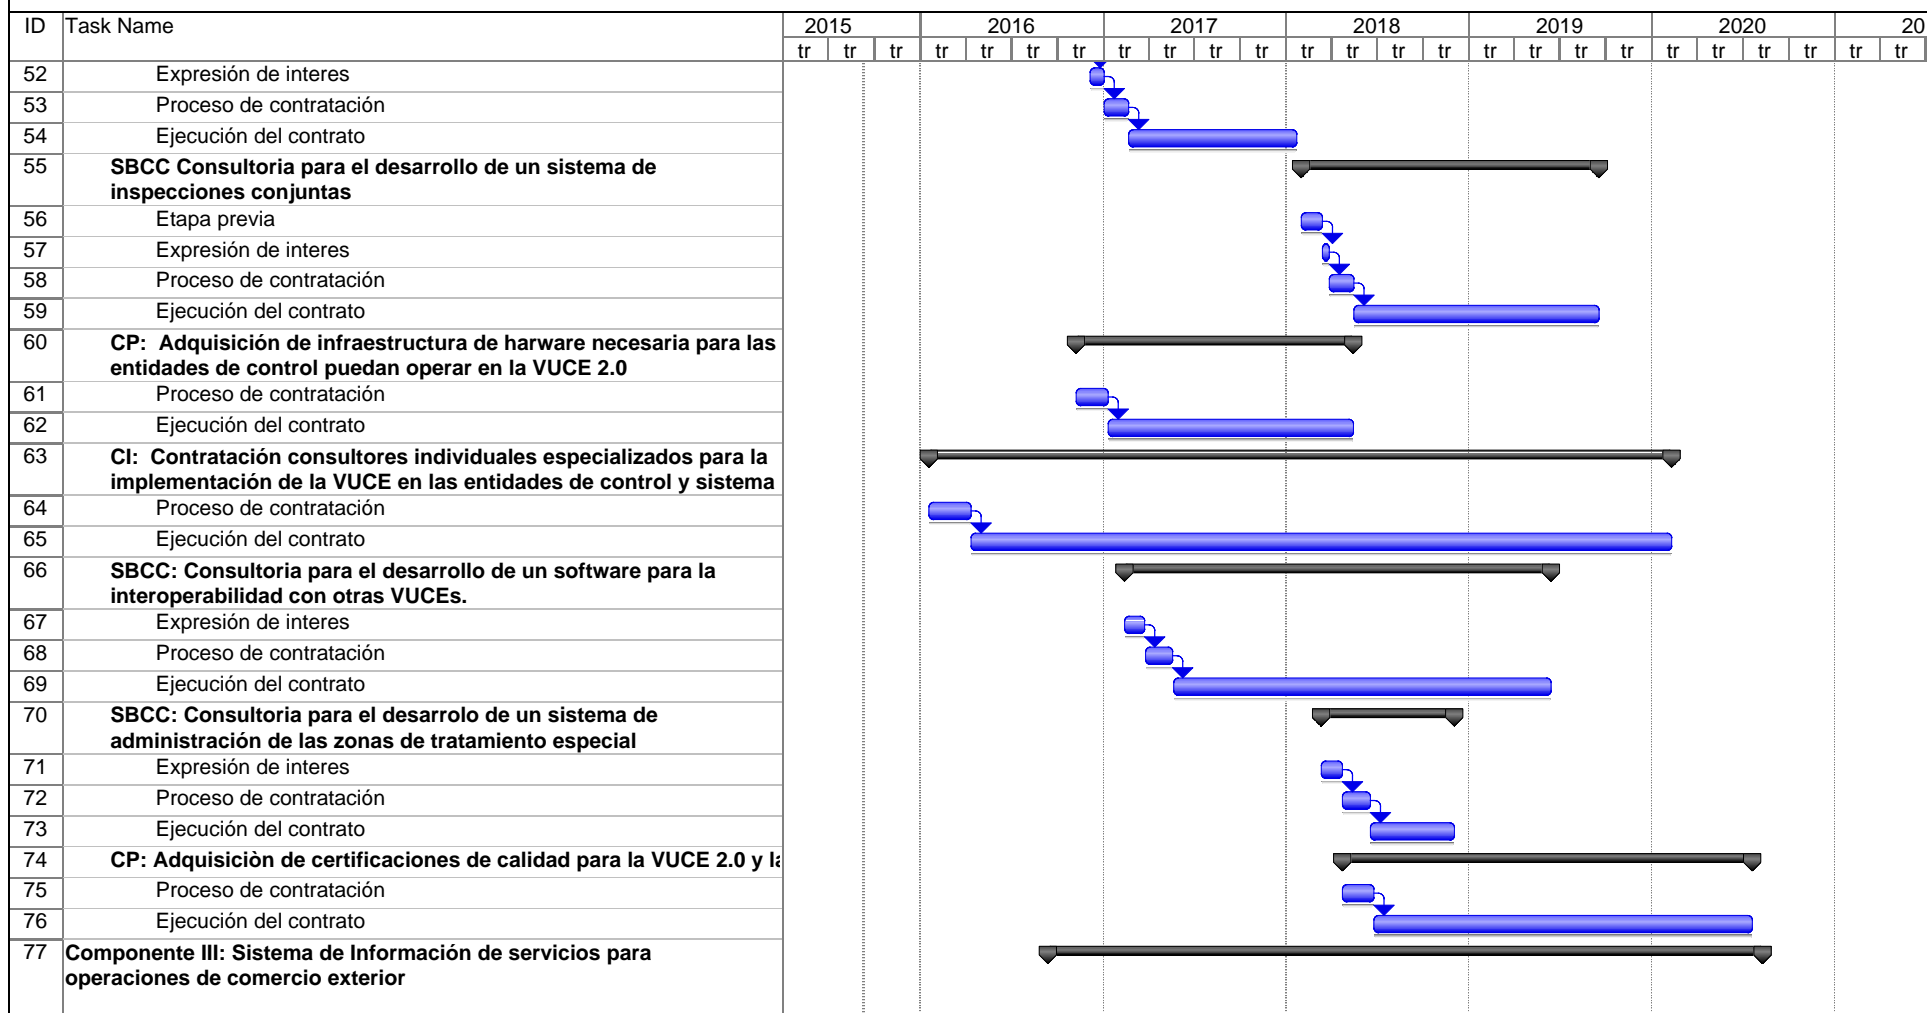 ID Task Name 2015 2016 2017 2018 2019 2020 20
tr tr tr tr tr tr tr tr tr tr tr tr tr tr tr tr tr tr tr tr tr tr tr tr tr
52 Expresión de interes
53 Proceso de contratación
54 Ejecución del contrato
55 SBCC Consultoria para el desarrollo de un sistema de
inspecciones conjuntas
56 Etapa previa
57 Expresión de interes
58 Proceso de contratación
59 Ejecución del contrato
60 CP: Adquisición de infraestructura de harware necesaria para las
entidades de control puedan operar en la VUCE 2.0
61 Proceso de contratación
62 Ejecución del contrato
63 CI: Contratación consultores individuales especializados para la
implementación de la VUCE en las entidades de control y sistema
64 Proceso de contratación
65 Ejecución del contrato
66 SBCC: Consultoria para el desarrollo de un software para la
interoperabilidad con otras VUCEs.
67 Expresión de interes
68 Proceso de contratación
69 Ejecución del contrato
70 SBCC: Consultoria para el desarrolo de un sistema de
administración de las zonas de tratamiento especial
71 Expresión de interes
72 Proceso de contratación
73 Ejecución del contrato
74 CP: Adquisiciòn de certificaciones de calidad para la VUCE 2.0 y la
75 Proceso de contratación
76 Ejecución del contrato
77 Componente III: Sistema de Información de servicios para
operaciones de comercio exterior